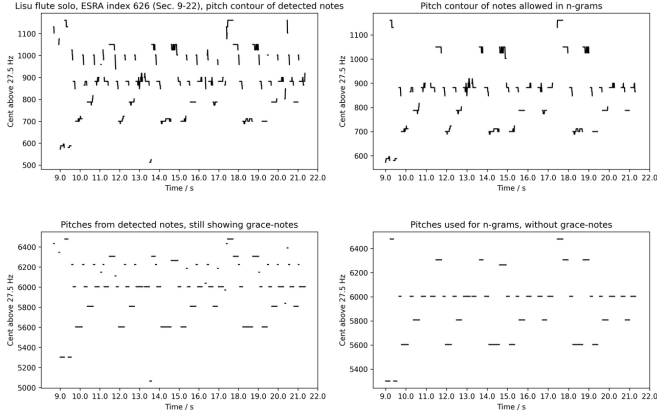 Lisu flute solo, ESRA index 626 (Sec. 9-22), pitch contour of detected notes
Cent above 27.5 Hz
1100
1000
900
800
700
600
500
9.0 10.0 11.0 12.0 13.0 14.0 15.0 16.0 17.0 18.0 19.0 20.0 21.0 22.0
Time / s
Pitch contour of notes allowed in n-grams
Cent above 27.5 Hz
1100
1000
900
800
700
600
9.0 10.0 11.0 12.0 13.0 14.0 15.0 16.0 17.0 18.0 19.0 20.0 21.0 22.0
Time / s
Pitches from detected notes, still showing grace-notes
Cent above 27.5 Hz
6400
6200
6000
5800
5600
5400
5200
5000
9.0 10.0 11.0 12.0 13.0 14.0 15.0 16.0 17.0 18.0 19.0 20.0 21.0 22.0
Time / s
Pitches used for n-grams, without grace-notes
Cent above 27.5 Hz
6400
6200
6000
5800
5600
5400
9.0 10.0 11.0 12.0 13.0 14.0 15.0 16.0 17.0 18.0 19.0 20.0 21.0 22.0
Time / s